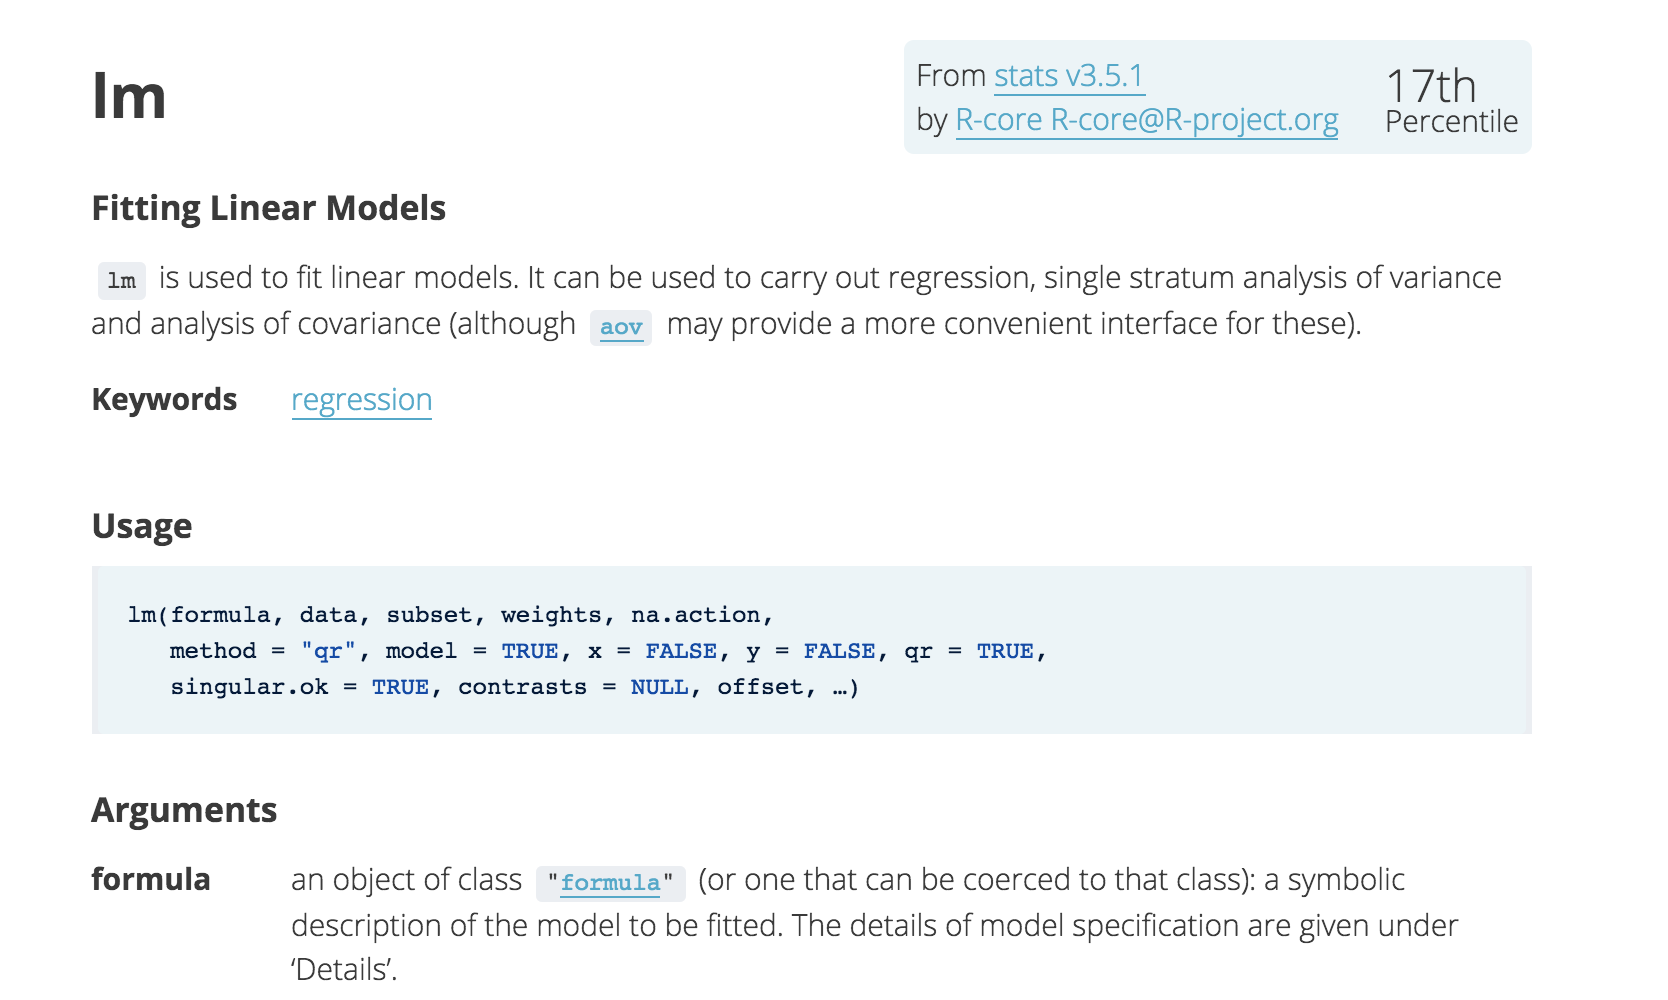 lm
From stats v3.5.1
by R-core R-core@R-project.org
17th
Percentile
Fitting Linear Models
lm is used to fit linear models. It can be used to carry out regression, single stratum analysis of variance
and analysis of covariance (although aov may provide a more convenient interface for these).
Keywords regression
Usage
lm(formula, data, subset, weights, na.action,
   method = "qr", model = TRUE, x = FALSE, y = FALSE, qr = TRUE,
   singular.ok = TRUE, contrasts = NULL, offset, …)
Arguments
formula an object of class "formula" (or one that can be coerced to that class): a symbolic
description of the model to be fitted. The details of model specification are given under
‘Details’.